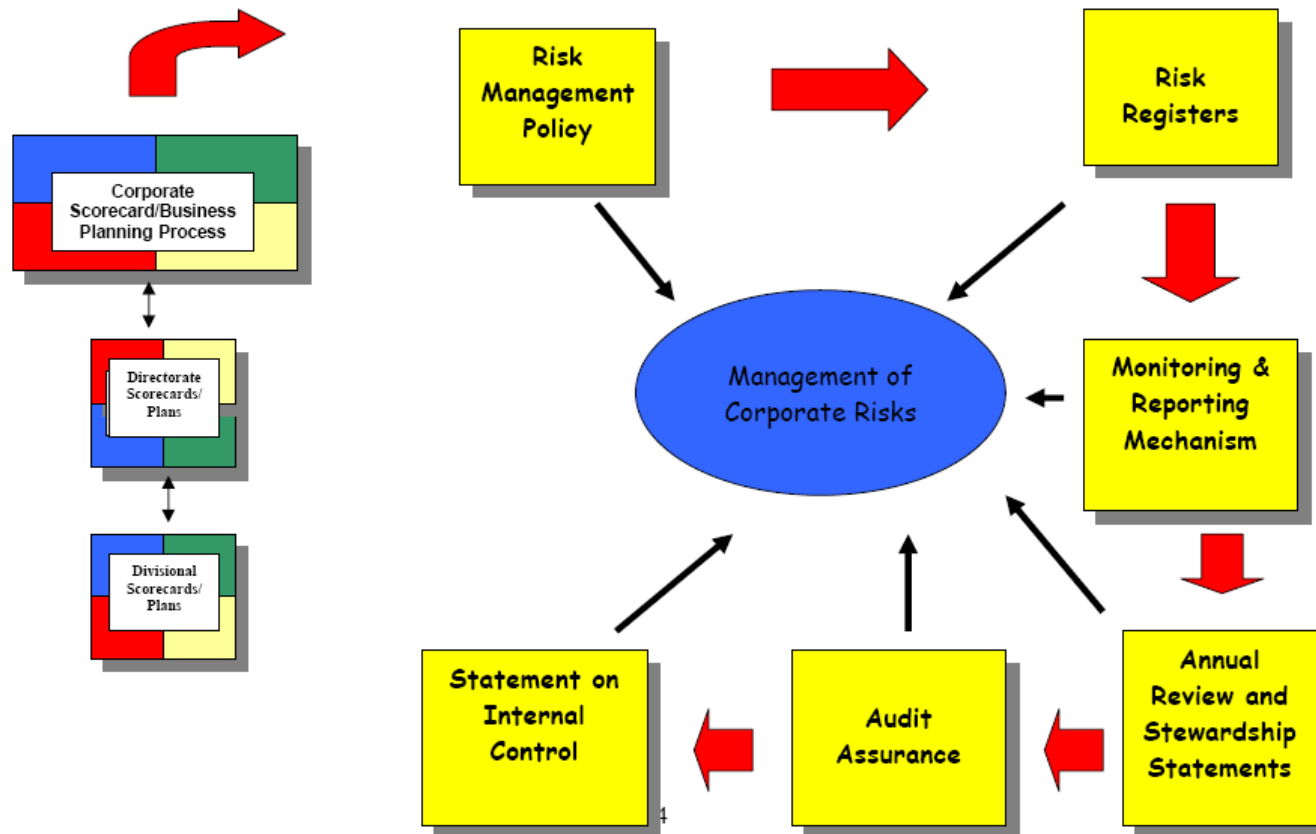 Risk
Management
Policy
Risk
Registers
Corporate
Scorecard/Business
Planning Process
Directorate
Scorecards/
Plans
Divisional
Scorecards/
Plans
Management of
Corporate Risks
Monitoring &
Reporting
Mechanism
Statement on
Internal
Control
Audit
Assurance
Annual
Review and
Stewardship
Statements
4